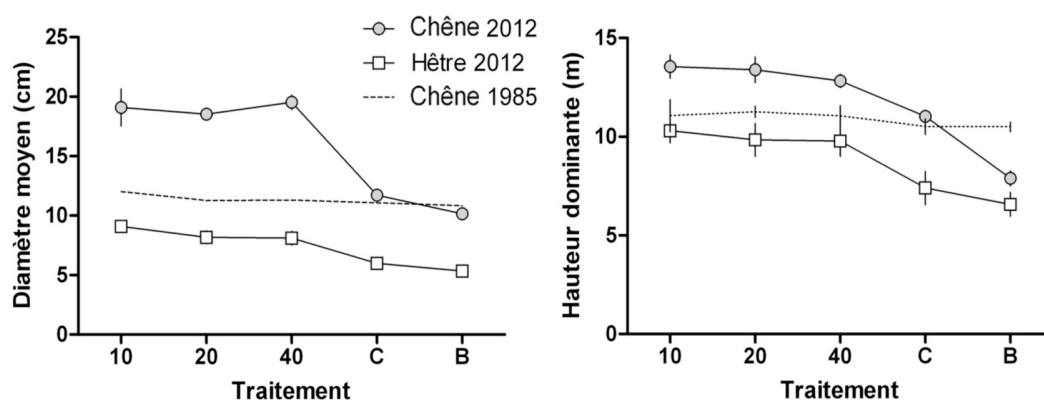 25
20
15
10
5
0
Diamètre moyen (cm)
Chêne 2012
Hêtre 2012
Chêne 1985
10
20
40
C
B
Traitement
15
10
5
0
Hauteur dominante (m)
10
20
40
C
B
Traitement